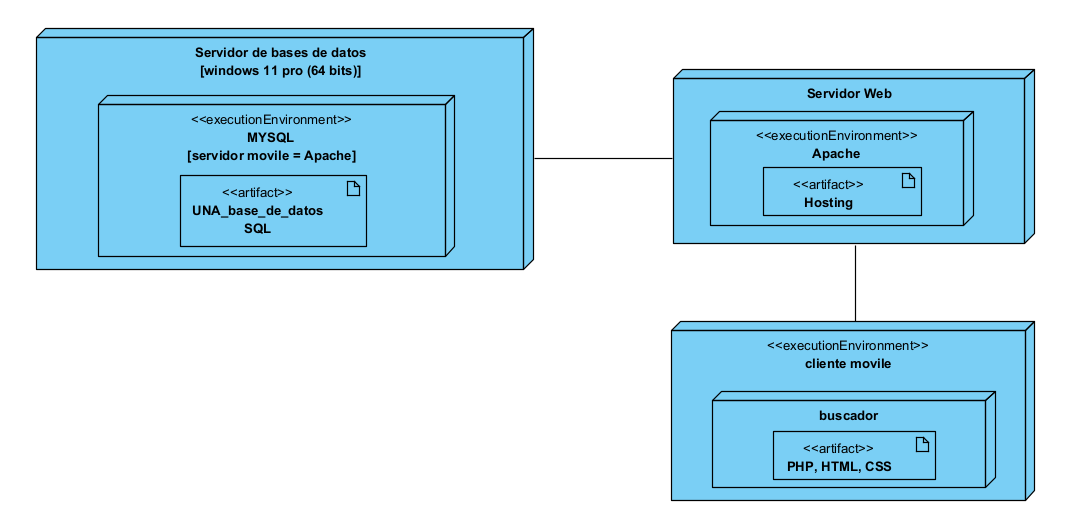 Servidor de bases de datos
[windows 11 pro (64 bits)]
<<executionEnvironment>>
MYSQL
[servidor movile = Apache]
<<artifact>>
UNA_base_de_datos
SQL
Servidor Web
<<executionEnvironment>>
Apache
<<artifact>>
Hosting
<<executionEnvironment>>
cliente movile
buscador
<<artifact>>
PHP, HTML, CSS